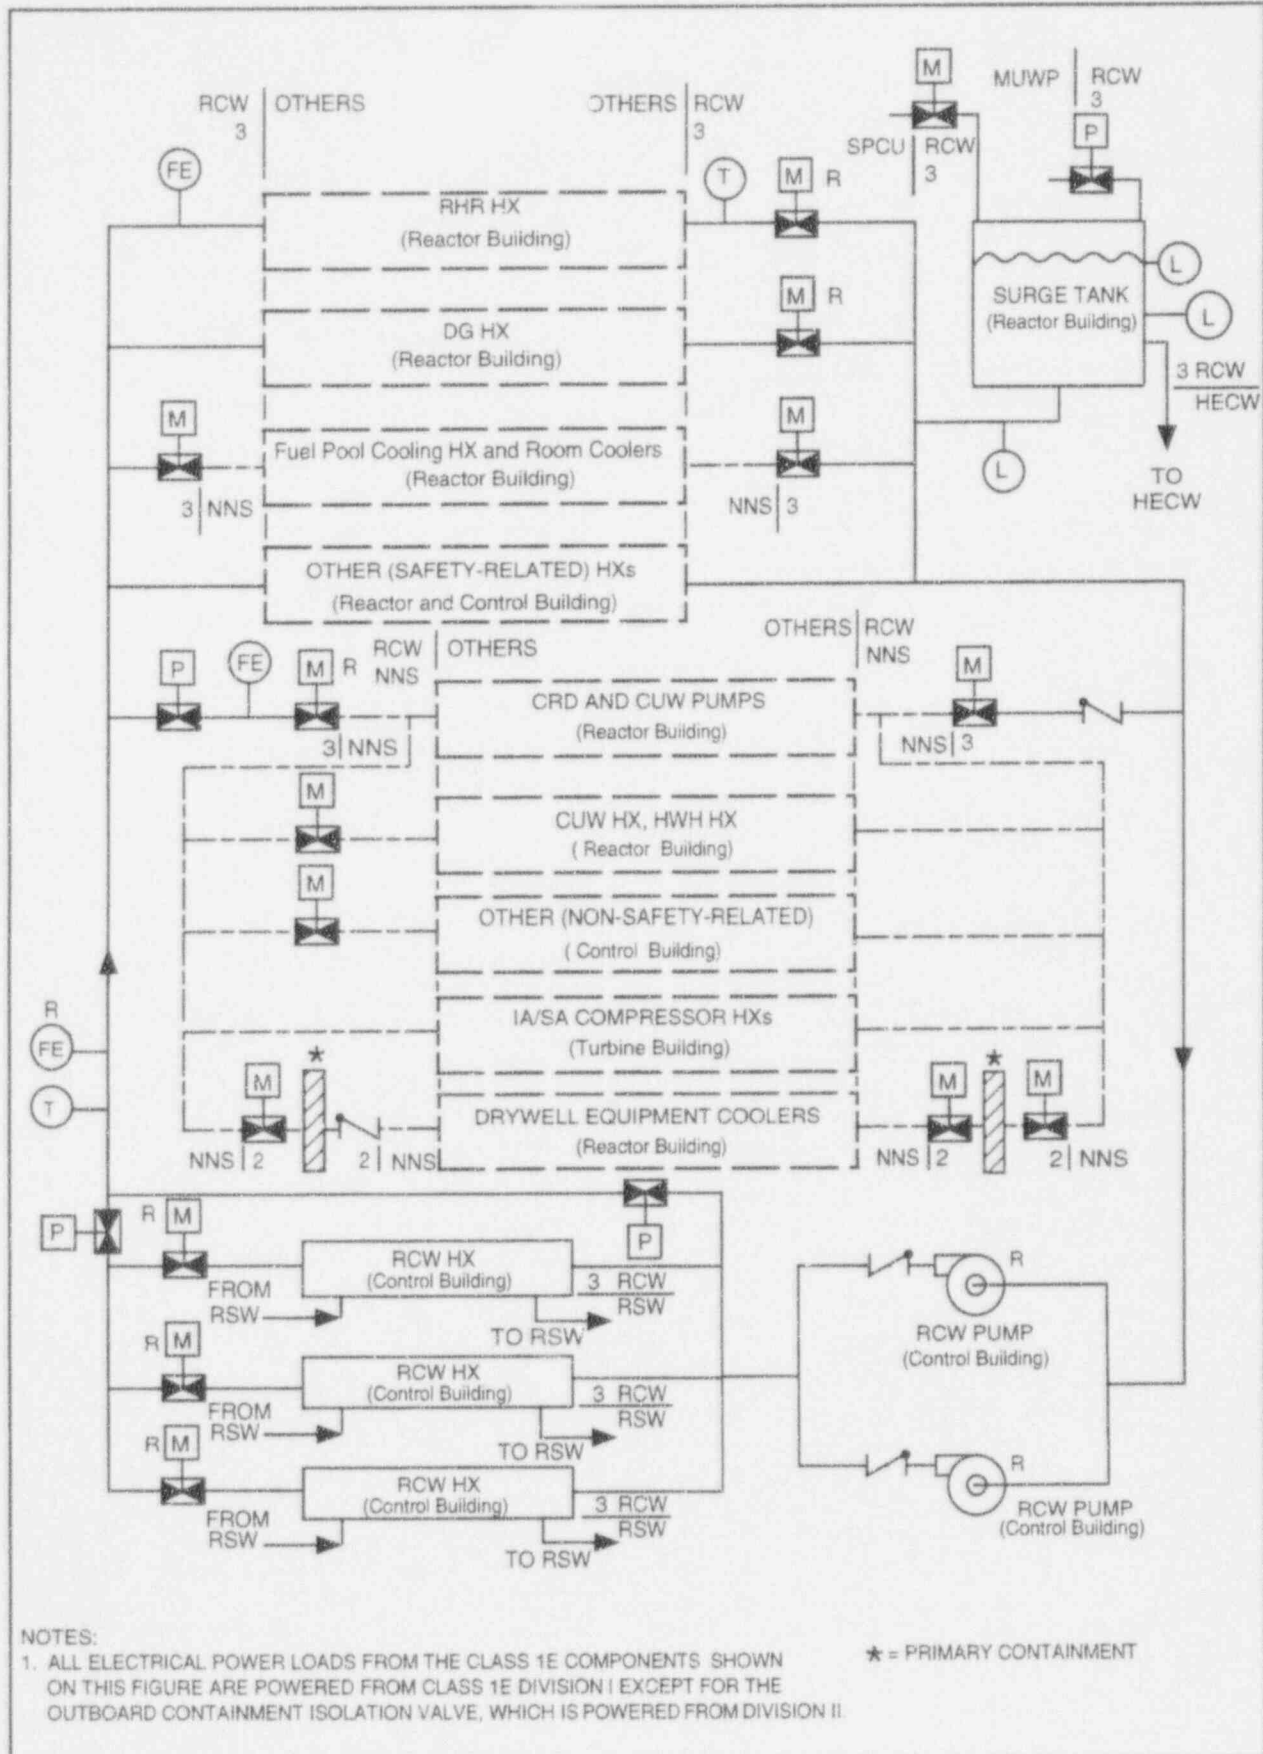 RCW OTHERS
3
OTHERS RCW
3
M
MUWP RCW
3
P
SPCU RCW
3
FE
T
M R
RHR HX
(Reactor Building)
L
SURGE TANK
(Reactor Building)
L
M R
DG HX
(Reactor Building)
3 RCW
HECW
M
M
Fuel Pool Cooling HX and Room Coolers
(Reactor Building)
L
TO
HECW
3 NNS
NNS 3
OTHER (SAFETY-RELATED) HXs
(Reactor and Control Building)
P
FE
M R
RCW OTHERS
NNS
OTHERS RCW
NNS
M
CRD AND CUW PUMPS
(Reactor Building)
3 NNS
NNS 3
M
CUW HX, HWH HX
( Reactor Building)
M
OTHER (NON-SAFETY-RELATED)
( Control Building)
R
FE
IA/SA COMPRESSOR HXs
(Turbine Building)
T
M
*
*
M
M
DRYWELL EQUIPMENT COOLERS
(Reactor Building)
NNS 2
2 NNS
NNS 2
2 NNS
P
R M
P
RCW HX
(Control Building)
3 RCW
RSW
FROM
RSW
TO RSW
R
RCW PUMP
(Control Building)
R M
RCW HX
(Control Building)
3 RCW
RSW
FROM
RSW
TO RSW
R M
RCW HX
(Control Building)
3 RCW
RSW
FROM
RSW
TO RSW
R
RCW PUMP
(Control Building)
NOTES:
1. ALL ELECTRICAL POWER LOADS FROM THE CLASS 1E COMPONENTS SHOWN
ON THIS FIGURE ARE POWERED FROM CLASS 1E DIVISION I EXCEPT FOR THE
OUTBOARD CONTAINMENT ISOLATION VALVE, WHICH IS POWERED FROM DIVISION II.
* = PRIMARY CONTAINMENT